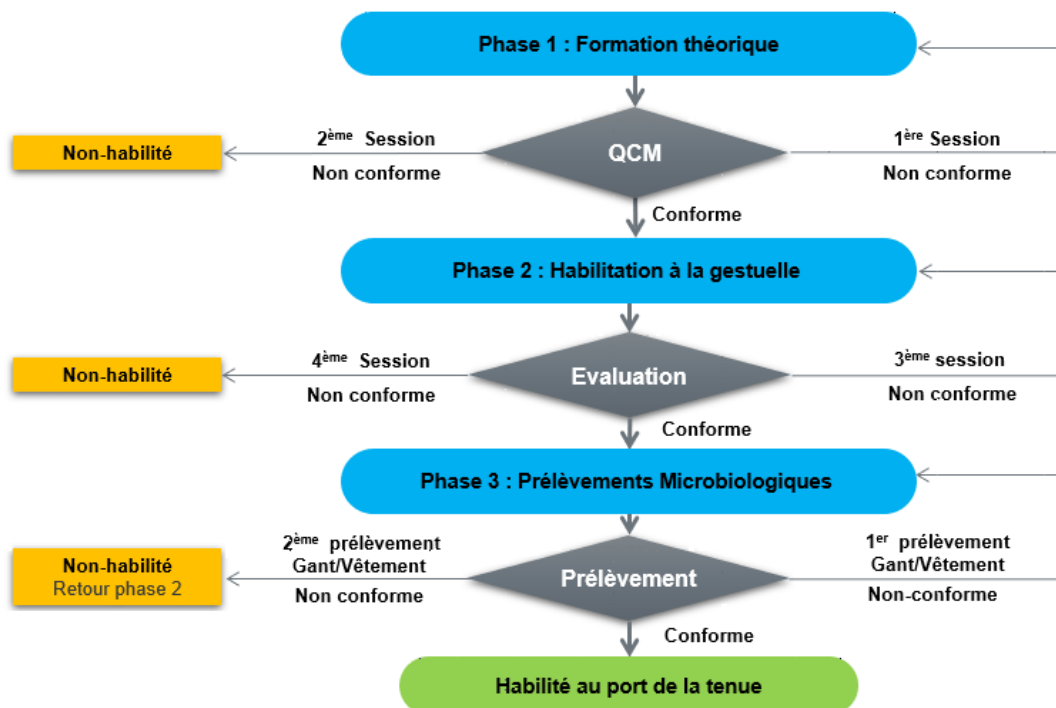 Phase 1 : Formation théorique
2ème Session
Non conforme
Non-habilité
QCM
1ère Session
Non conforme
Conforme
Phase 2 : Habilitation à la gestuelle
4ème Session
Non conforme
Non-habilité
Evaluation
3ème session
Non conforme
Conforme
Phase 3 : Prélèvements Microbiologiques
2ème prélèvement
Gant/Vêtement
Non conforme
Non-habilité
Retour phase 2
Prélèvement
1er prélèvement
Gant/Vêtement
Non-conforme
Conforme
Habilité au port de la tenue